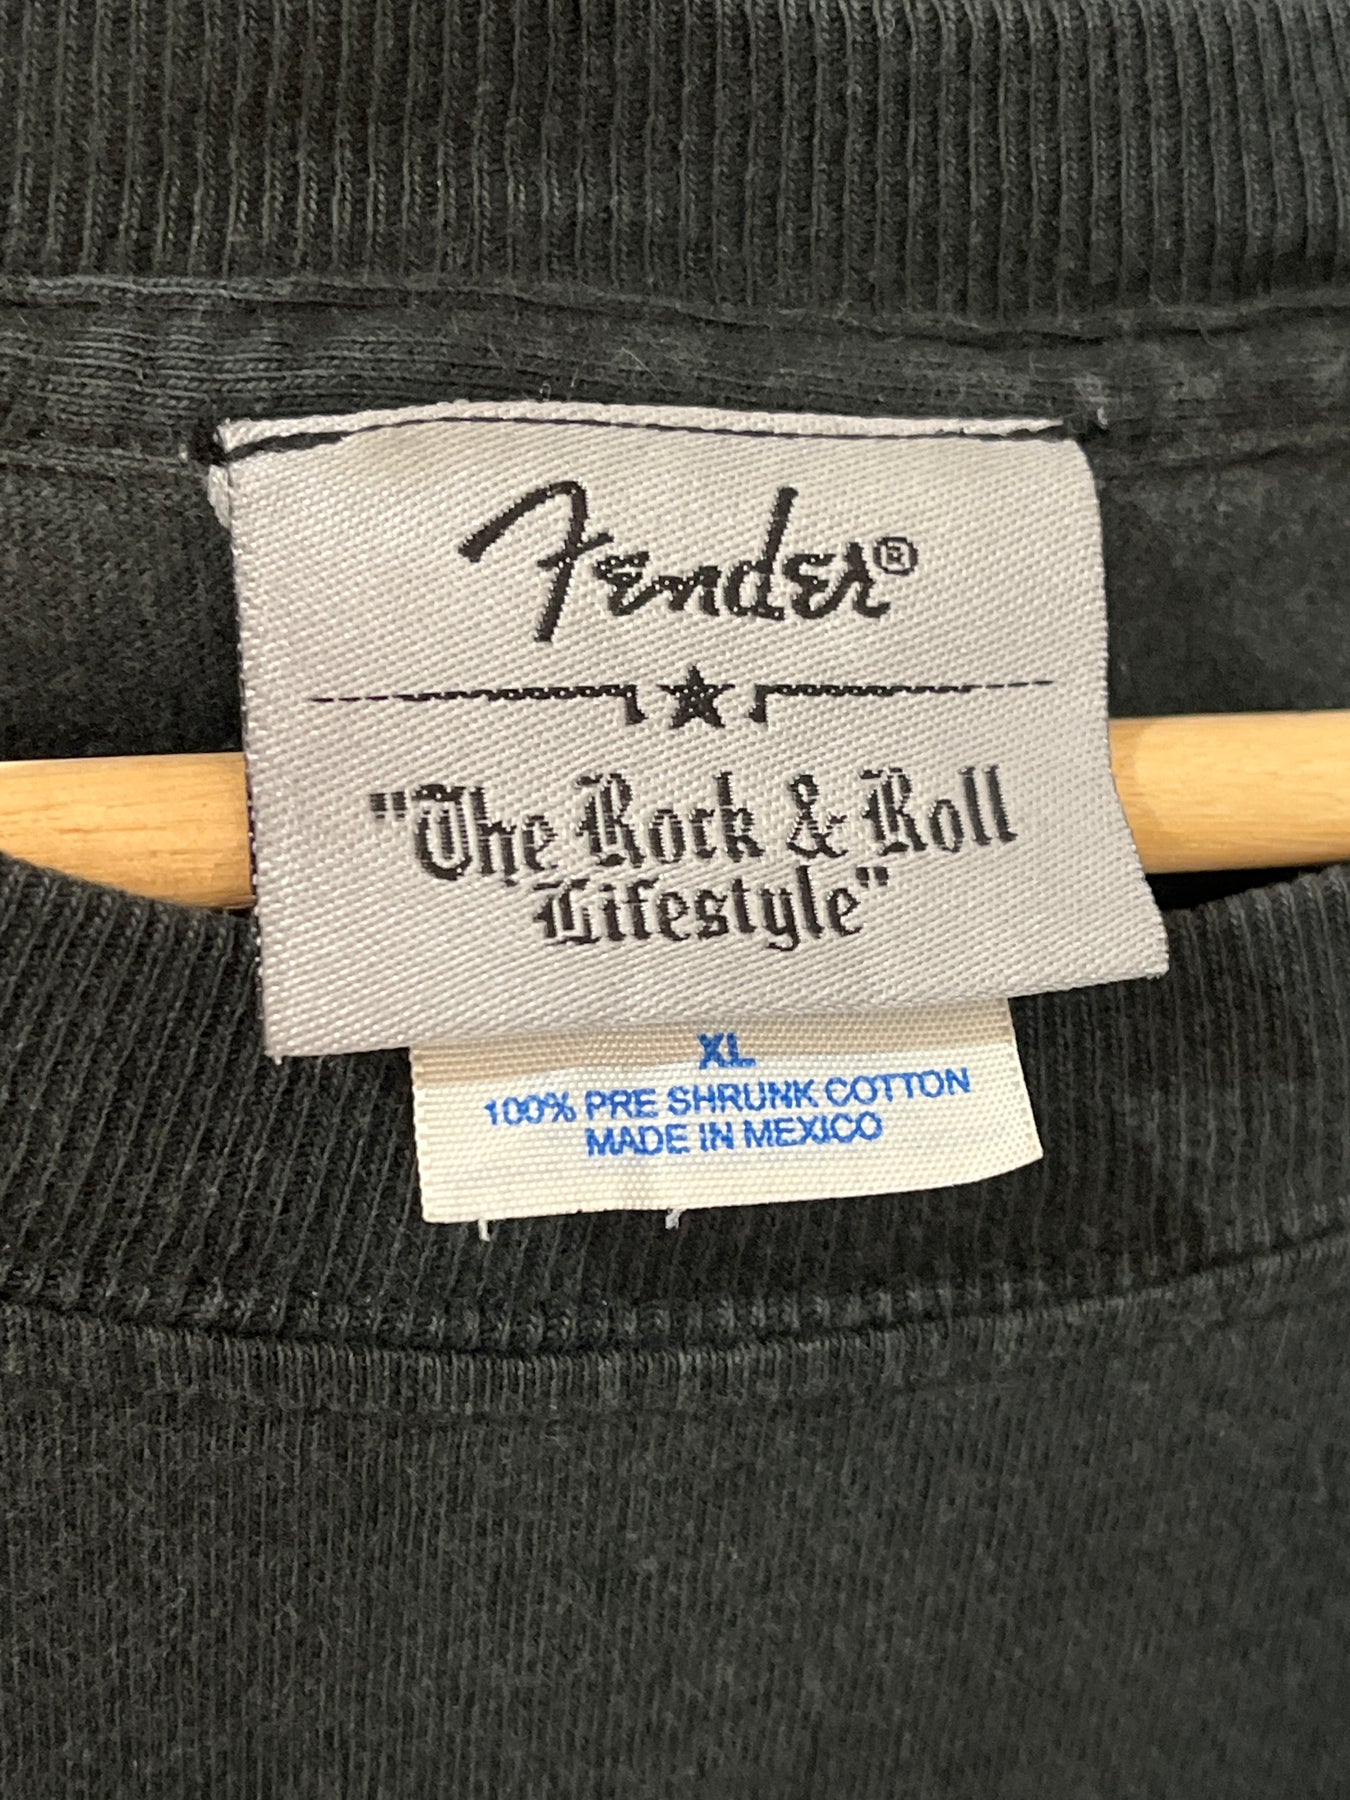 Fender®
"The Rock & Roll
Lifestyle"
XL
100% PRE SHRUNK COTTON
MADE IN MEXICO